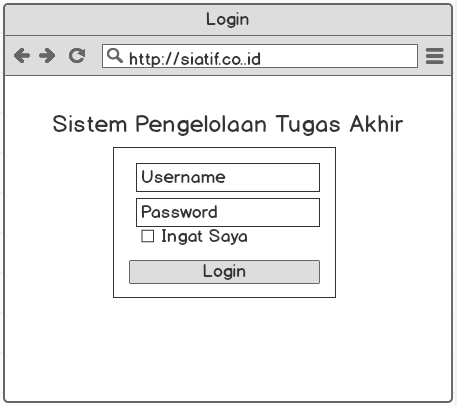 Login
http://siatif.co..id
Sistem Pengelolaan Tugas Akhir
Username
Password
Ingat Saya
Login